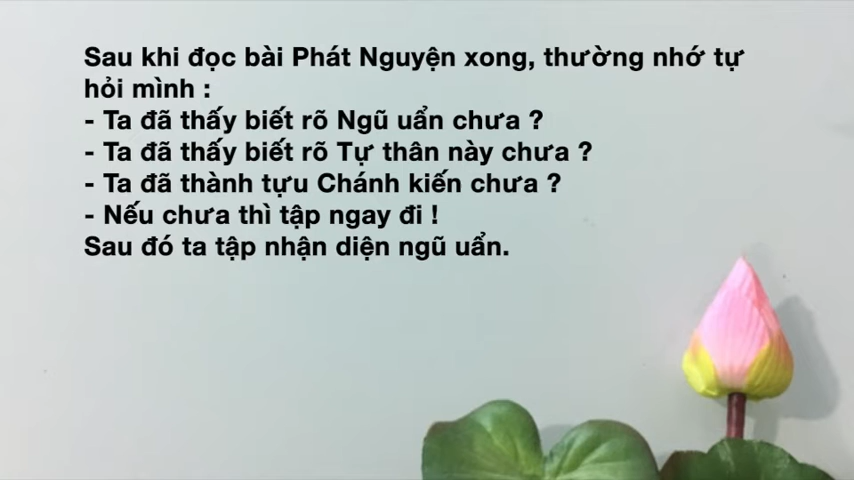 Sau khi đọc bài Phát Nguyện xong, thường nhớ tự
hỏi mình :
- Ta đã thấy biết rõ Ngũ uẩn chưa ?
- Ta đã thấy biết rõ Tự thân này chưa ?
- Ta đã thành tựu Chánh kiến chưa ?
- Nếu chưa thì tập ngay đi !
Sau đó ta tập nhận diện ngũ uẩn.